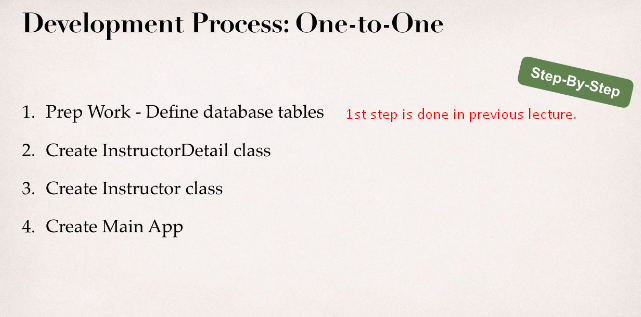 Development Process: One-to-One
Step-By-Step
1. Prep Work - Define database tables 1st step is done in previous lecture.
2. Create InstructorDetail class
3. Create Instructor class
4. Create Main App